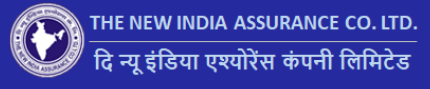 THE NEW INDIA ASSURANCE CO. LTD.
दि न्यू इंडिया एश्योरेंस कंपनी लिमिटेड